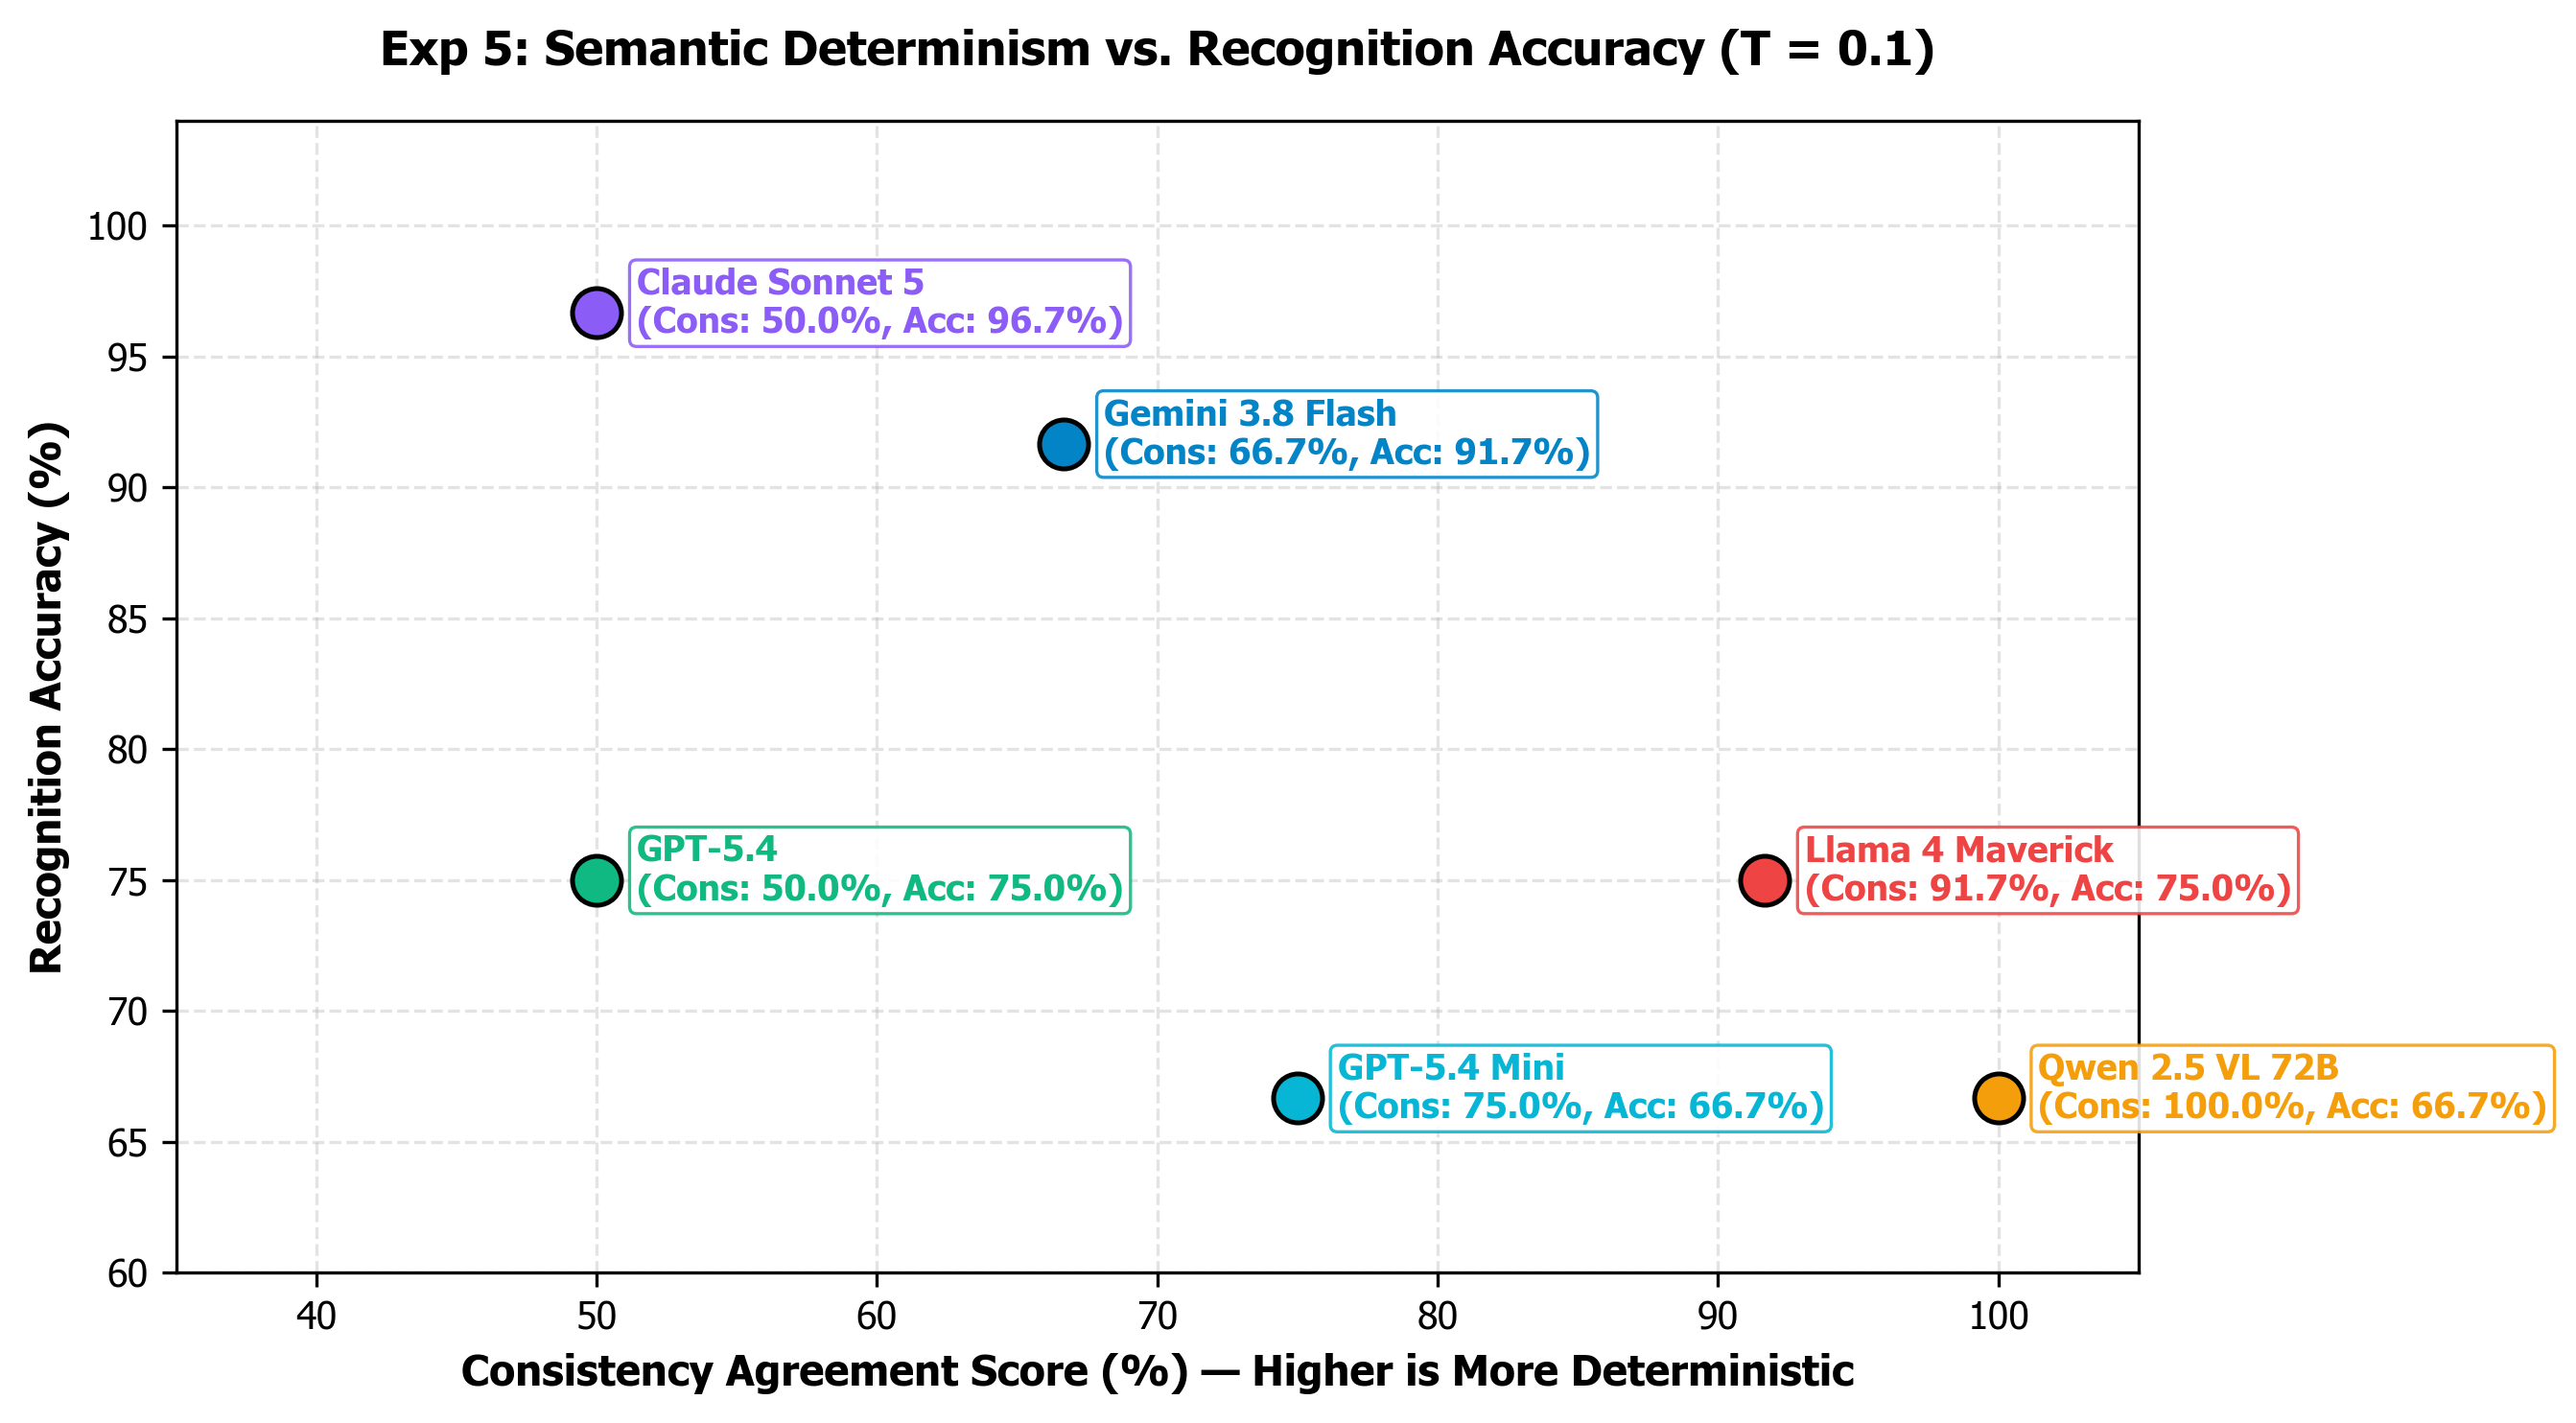 Exp 5: Semantic Determinism vs. Recognition Accuracy (T = 0.1)
Recognition Accuracy (%)
100
95
90
85
80
75
70
65
60
Claude Sonnet 5
(Cons: 50.0%, Acc: 96.7%)
Gemini 3.8 Flash
(Cons: 66.7%, Acc: 91.7%)
GPT-5.4
(Cons: 50.0%, Acc: 75.0%)
Llama 4 Maverick
(Cons: 91.7%, Acc: 75.0%)
GPT-5.4 Mini
(Cons: 75.0%, Acc: 66.7%)
Qwen 2.5 VL 72B
(Cons: 100.0%, Acc: 66.7%)
40 50 60 70 80 90 100
Consistency Agreement Score (%) — Higher is More Deterministic